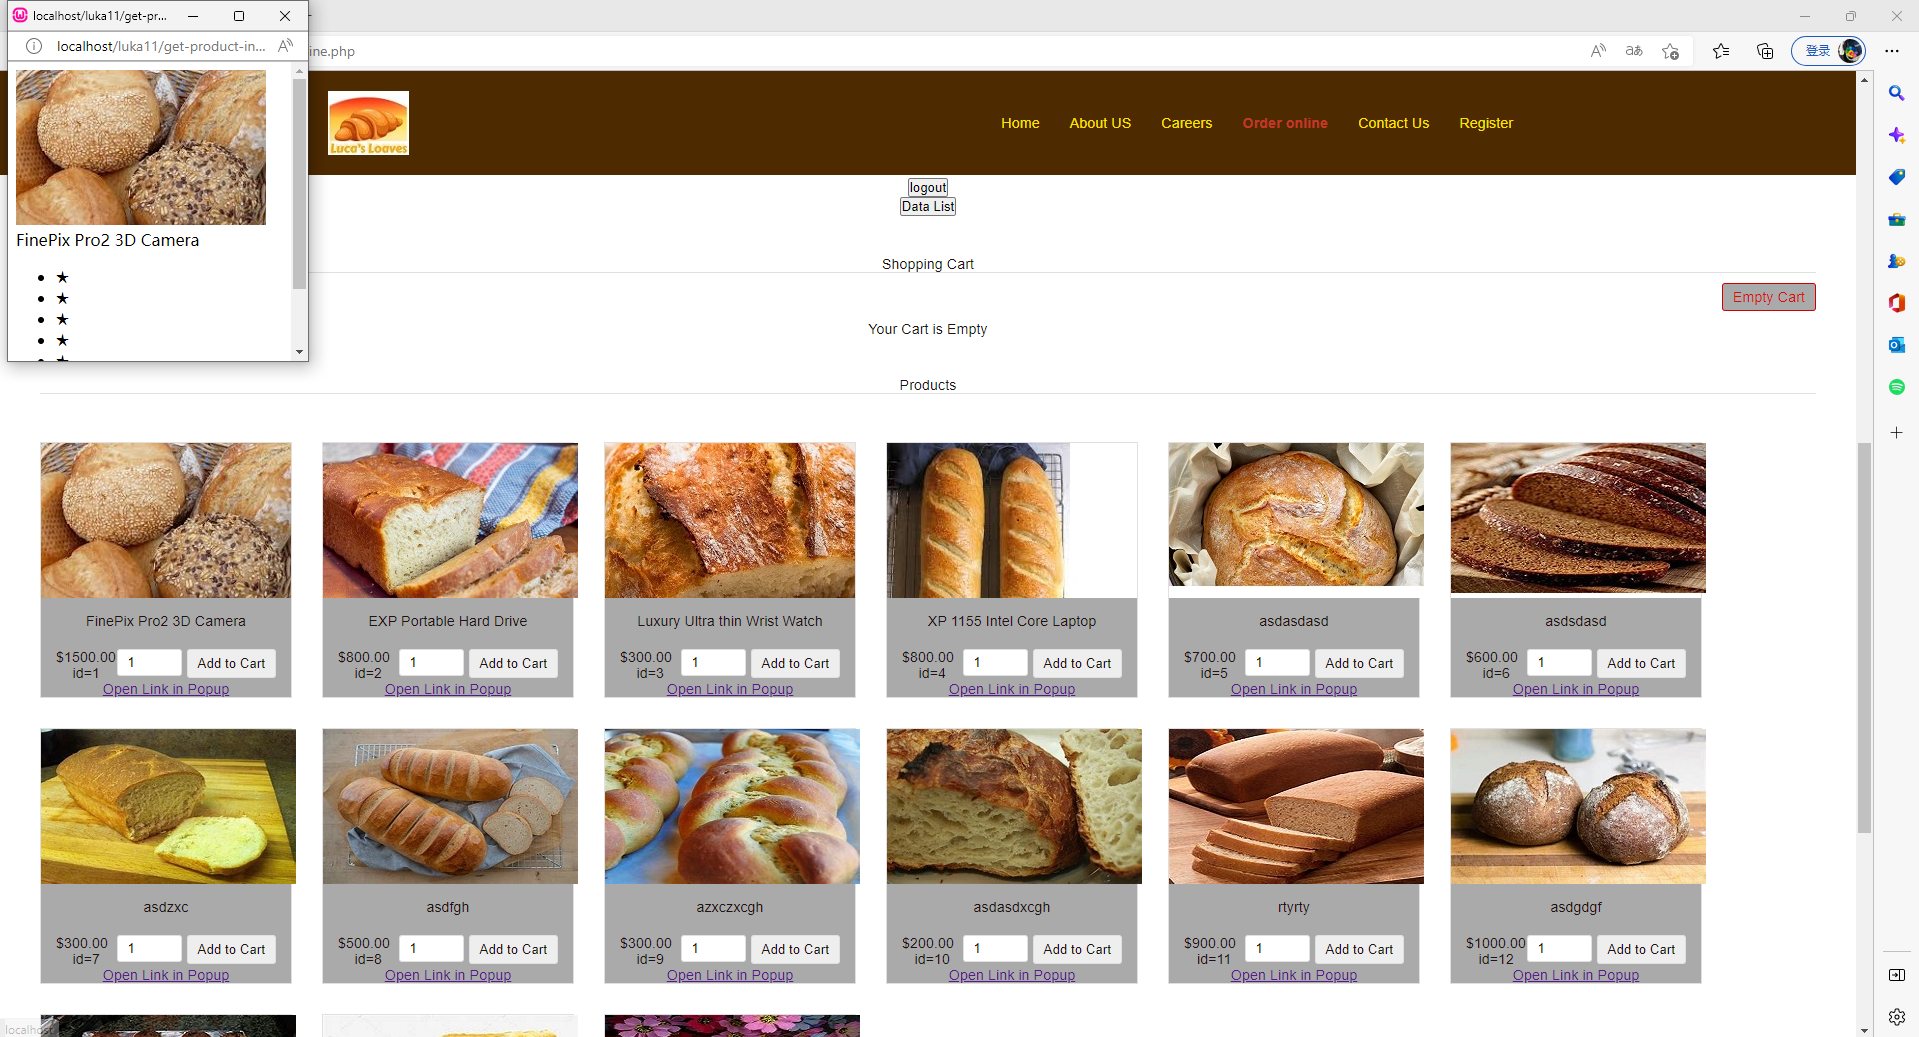 localhost/luka11/get-pr...
localhost/luka11/get-product-in...
ine.php
登录
FinePix Pro2 3D Camera
Luca's Loaves
Home
About US
Careers
Order online
Contact Us
Register
logout
Data List
Shopping Cart
Empty Cart
Your Cart is Empty
Products
FinePix Pro2 3D Camera
$1500.00
id=1
1
Add to Cart
Open Link in Popup
EXP Portable Hard Drive
$800.00
id=2
1
Add to Cart
Open Link in Popup
Luxury Ultra thin Wrist Watch
$300.00
id=3
1
Add to Cart
Open Link in Popup
XP 1155 Intel Core Laptop
$800.00
id=4
1
Add to Cart
Open Link in Popup
asdasdasd
$700.00
id=5
1
Add to Cart
Open Link in Popup
asdsdasd
$600.00
id=6
1
Add to Cart
Open Link in Popup
asdzxc
$300.00
id=7
1
Add to Cart
Open Link in Popup
asdfgh
$500.00
id=8
1
Add to Cart
Open Link in Popup
azxczxcgh
$300.00
id=9
1
Add to Cart
Open Link in Popup
asdasdxcgh
$200.00
id=10
1
Add to Cart
Open Link in Popup
rtyrty
$900.00
id=11
1
Add to Cart
Open Link in Popup
asdgdgf
$1000.00
id=12
1
Add to Cart
Open Link in Popup
localhost